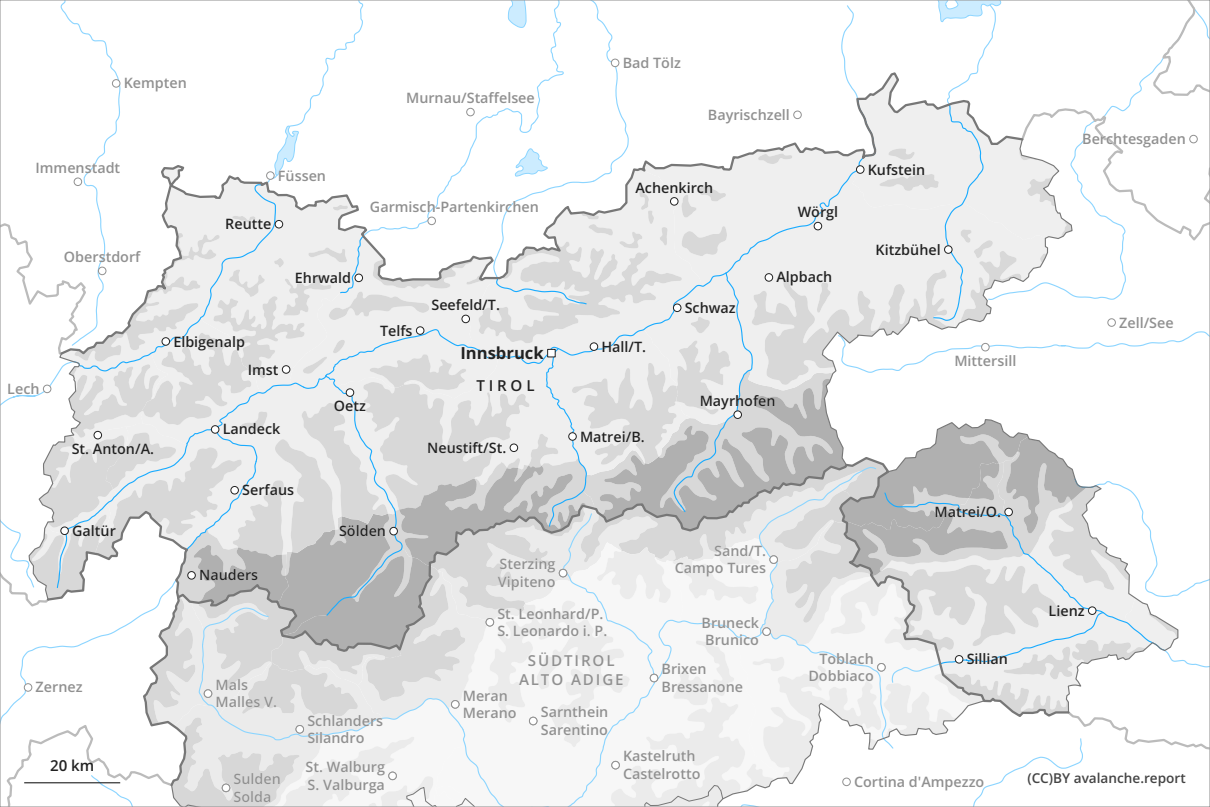 Kempten
Bad Tölz
Murnau/Staffelsee
Bayrischzell
Berchtesgaden
Immenstadt
Füssen
Kufstein
Achenkirch
Garmisch-Partenkirchen
Wörgl
Reutte
Kitzbühel
Oberstdorf
Ehrwald
Alpbach
Seefeld/T.
Schwaz
Telfs
Zell/See
Elbigenalp
Innsbruck
Hall/T.
Mittersill
Imst
TIROL
Lech
Oetz
Mayrhofen
Landeck
Matrei/B.
St. Anton/A.
Neustift/St.
Serfaus
Matrei/O.
Galtür
Sölden
Sand/T.
Campo Tures
Sterzing
Vipiteno
Nauders
Lienz
St. Leonhard/P.
S. Leonardo i. P.
Bruneck
Brunico
SÜDTIROL
ALTO ADIGE
Toblach
Dobbiaco
Sillian
Brixen
Bressanone
Zernez
Mals
Malles V.
Meran
Merano
Sarnthein
Sarentino
Schlanders
Silandro
Kastelruth
Castelrotto
St. Walburg
S. Valburga
20 km
Sulden
Solda
Cortina d'Ampezzo
(CC)BY avalanche.report